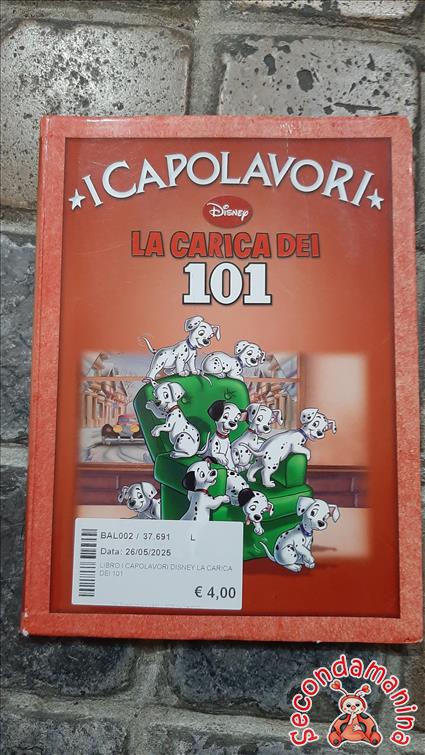 I CAPOLAVORI
Disney
LA CARICA DEI
101
BAL002 / 37.691 L
Data: 26/05/2025
LIBRO I CAPOLAVORI DISNEY LA CARICA
DEI 101
€ 4,00
Secondamanina